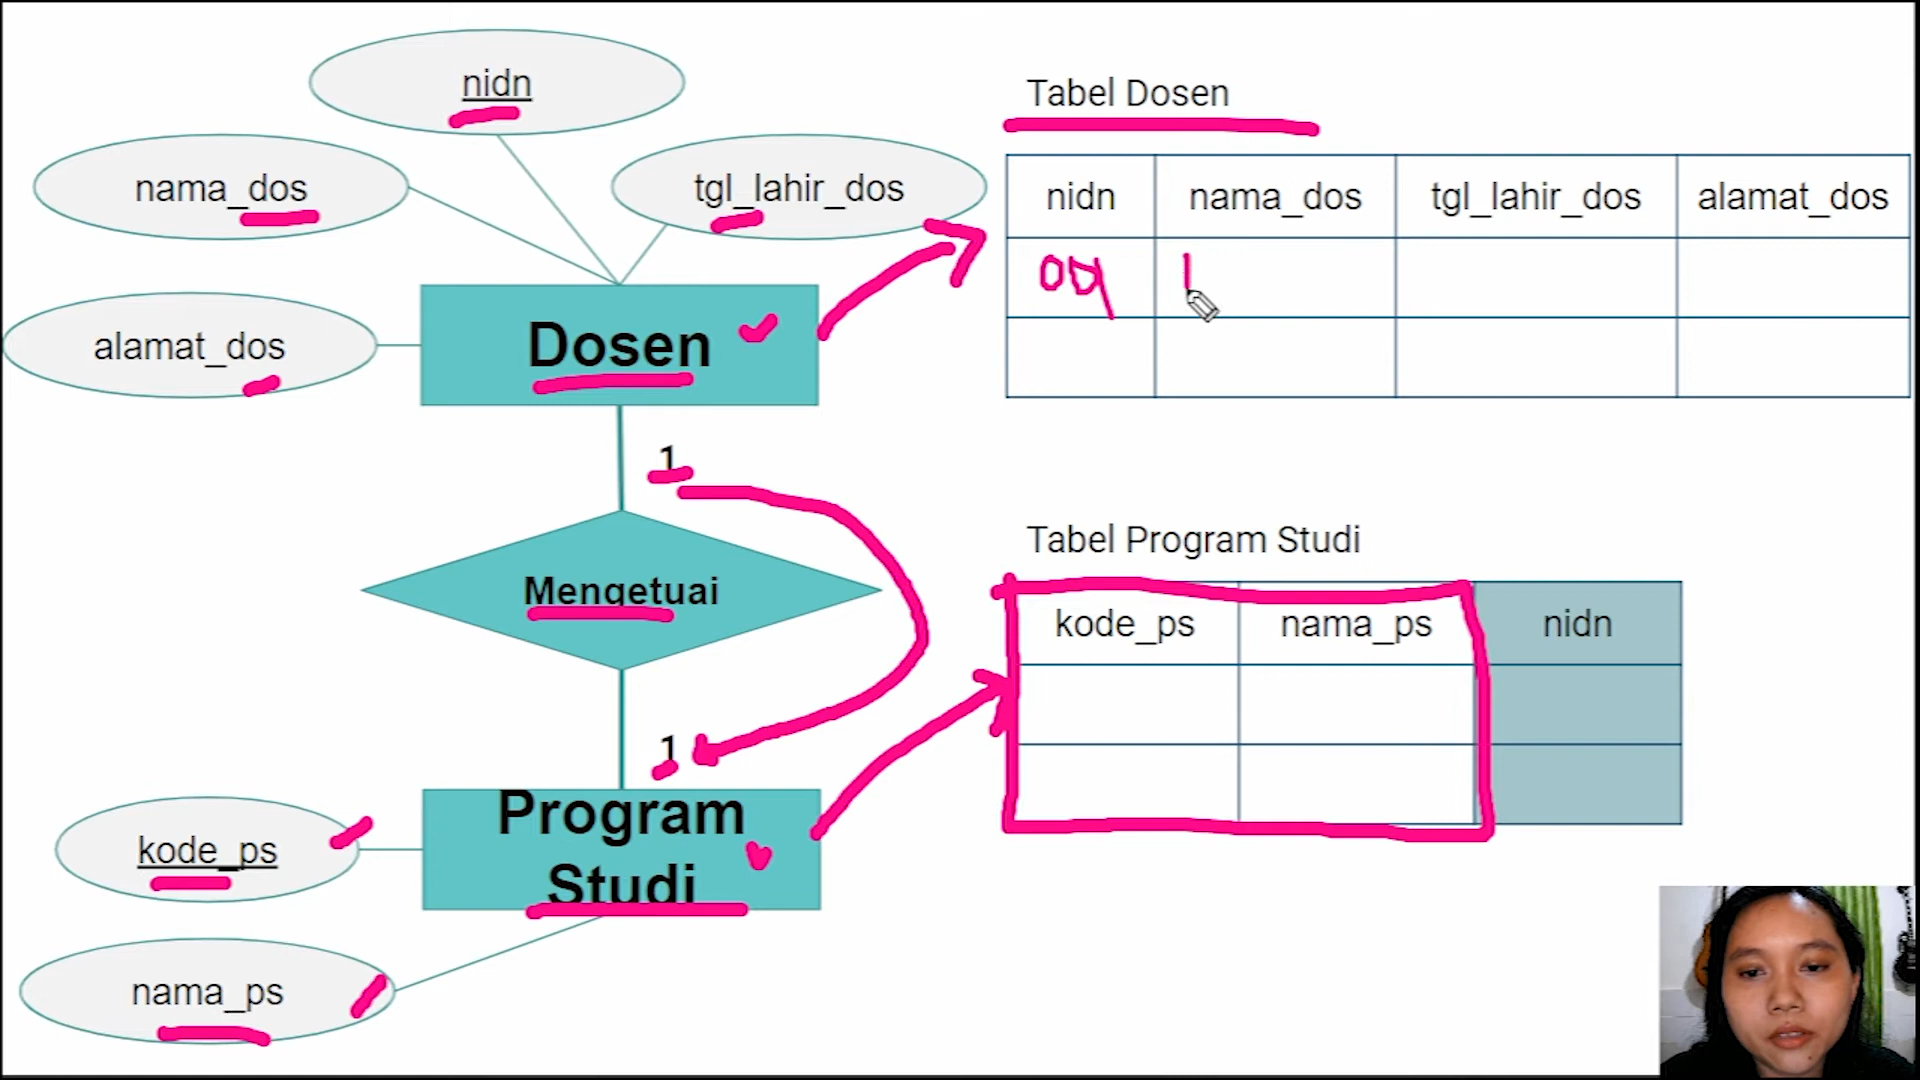 nidn
nama_dos
tgl_lahir_dos
alamat_dos
Dosen
1
Mengetuai
1
Program
Studi
kode_ps
nama_ps
Tabel Dosen
nidn nama_dos tgl_lahir_dos alamat_dos
09
Tabel Program Studi
kode_ps nama_ps nidn